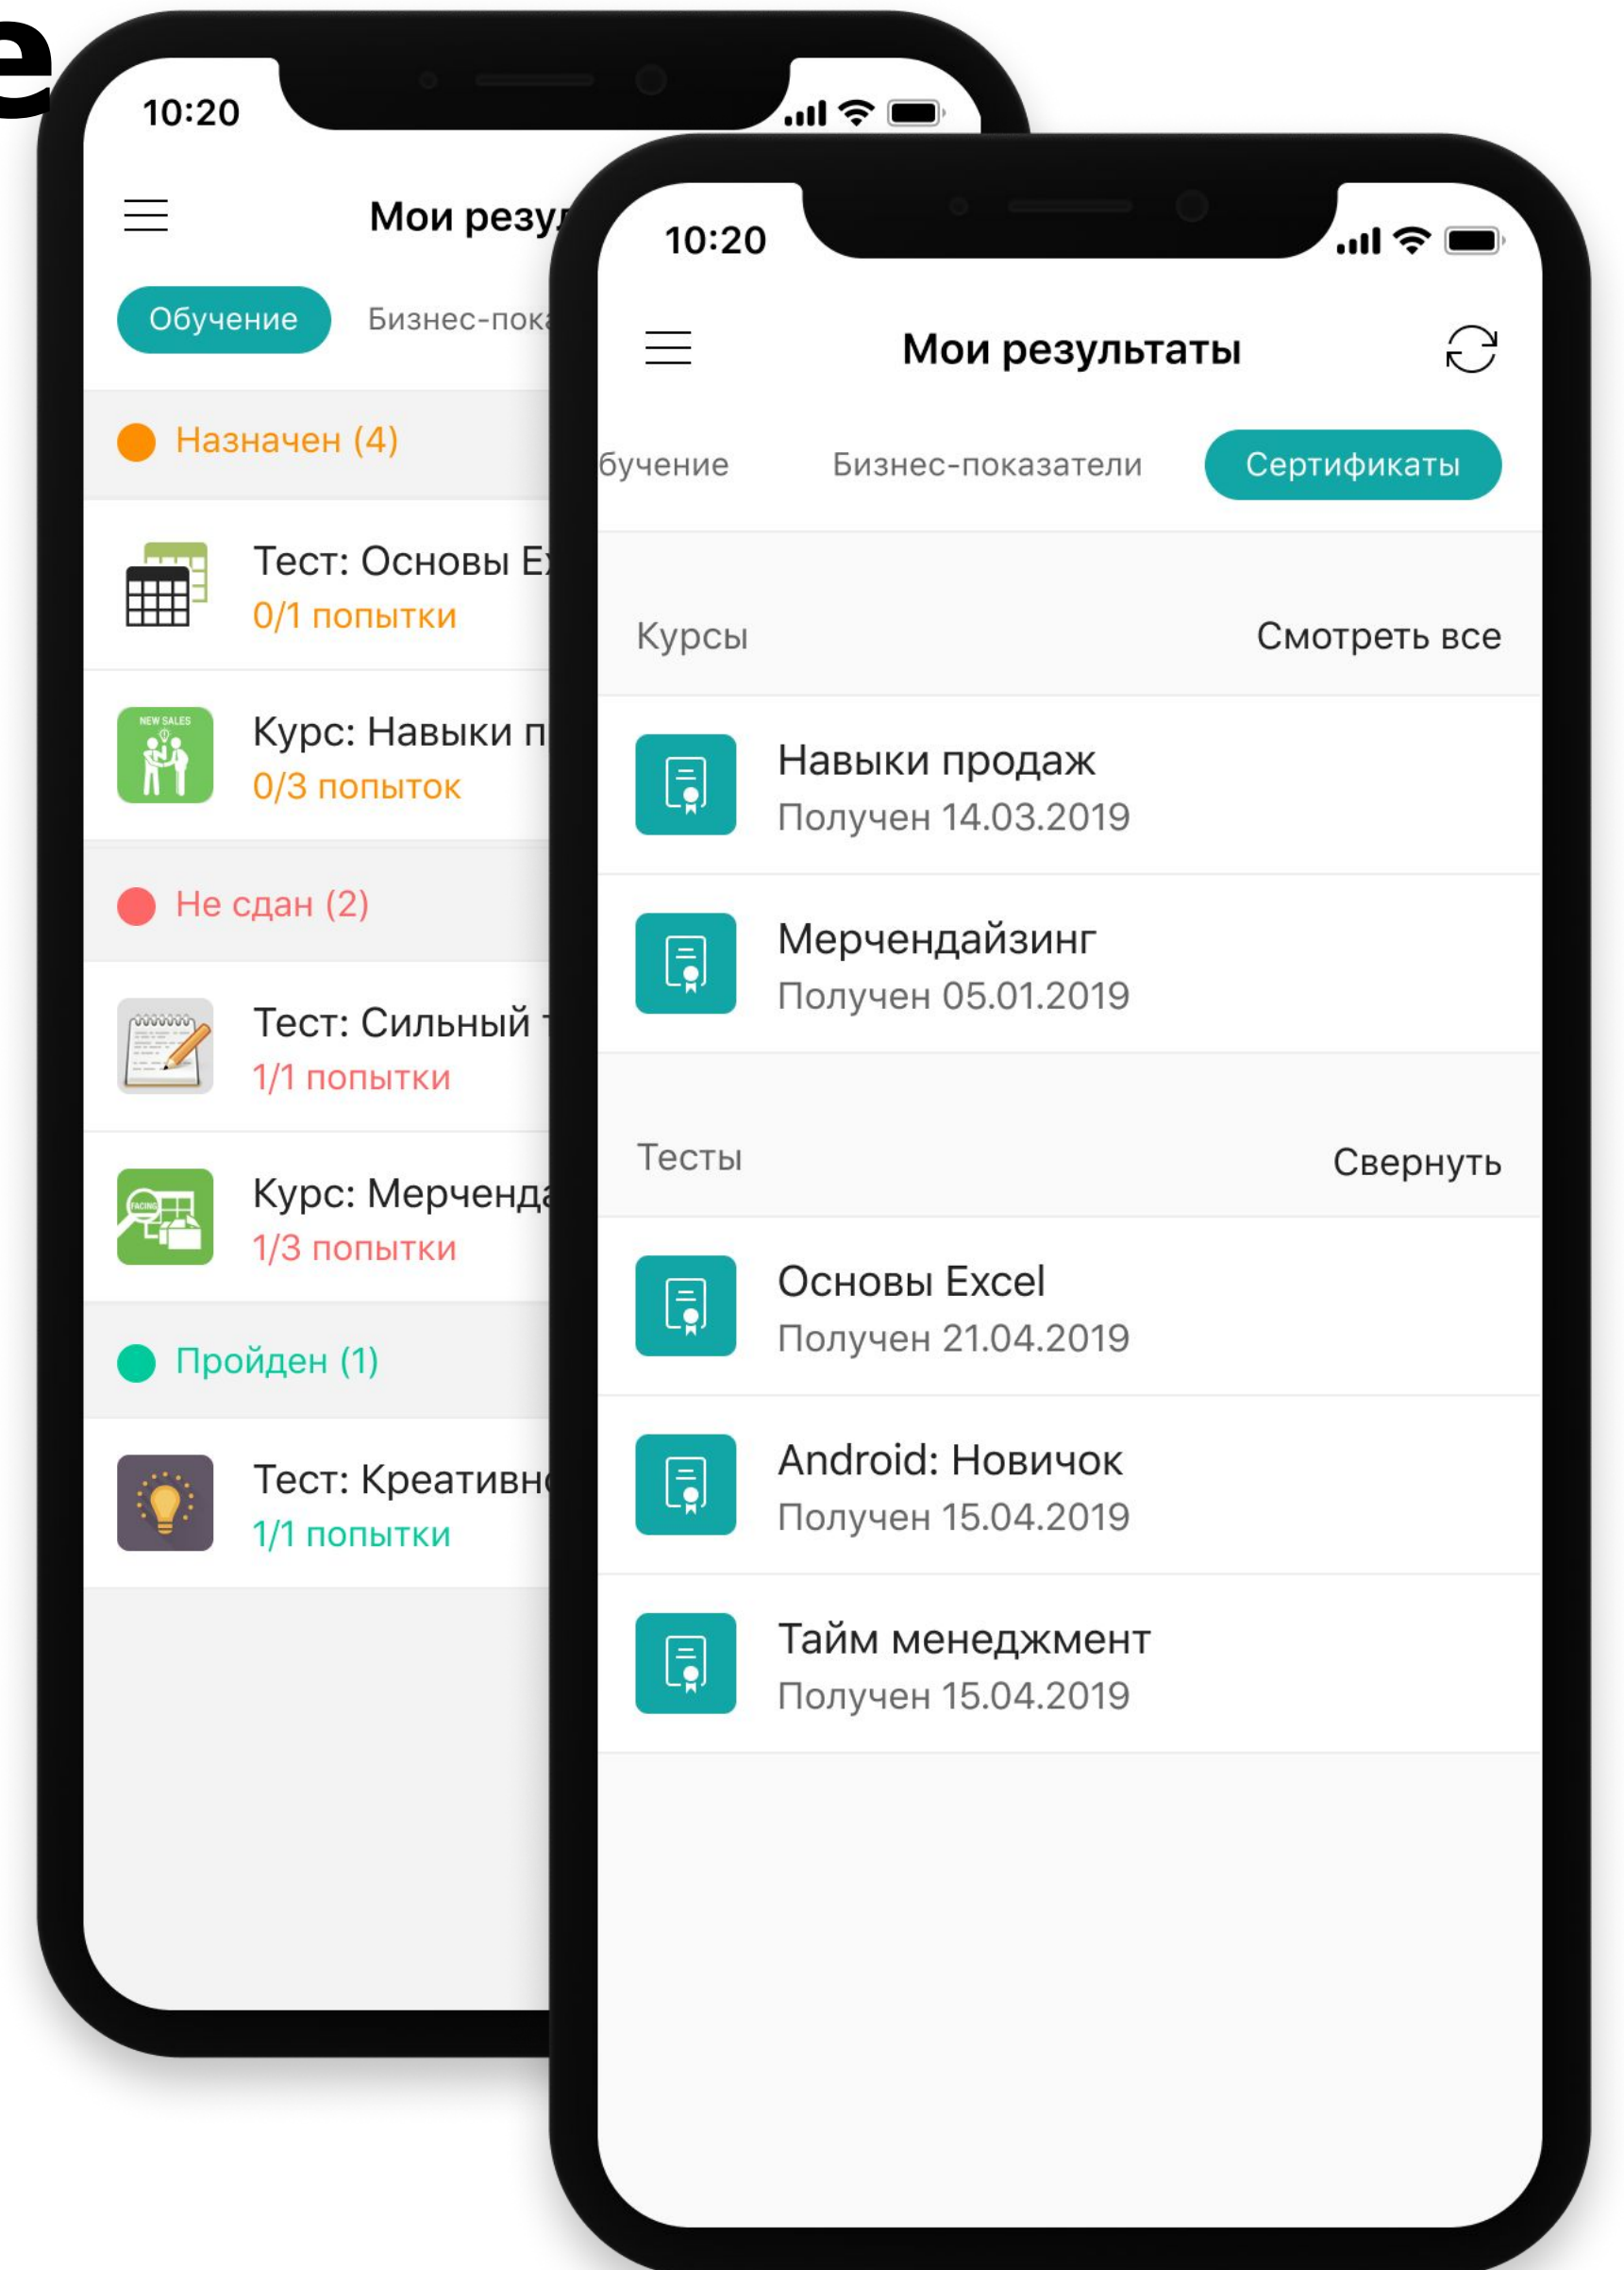 e
10:20
Мои резул
Обучение Бизнес-пока
Назначен (4)
Тест: Основы Ex
0/1 попытки
NEW SALES
Курс: Навыки п
0/3 попыток
Не сдан (2)
Тест: Сильный
1/1 попытки
FACING
Курс: Мерченда
1/3 попытки
Пройден (1)
Тест: Креативно
1/1 попытки
10:20
Мои результаты
бучение Бизнес-показатели Сертификаты
Курсы Смотреть все
Навыки продаж
Получен 14.03.2019
Мерчендайзинг
Получен 05.01.2019
Тесты Свернуть
Основы Excel
Получен 21.04.2019
Android: Новичок
Получен 15.04.2019
Тайм менеджмент
Получен 15.04.2019